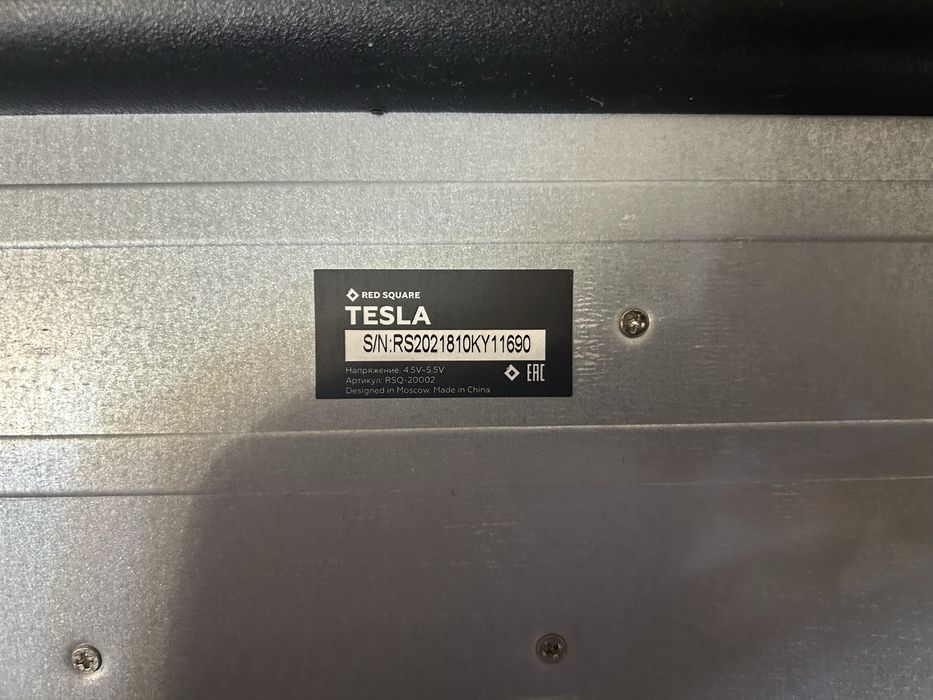 RED SQUARE
TESLA
S/N:RS2021810KY11690
Напряжение: 4.5V~5.5V
Артикул: RSQ-20002
Designed in Moscow. Made in China
EAC